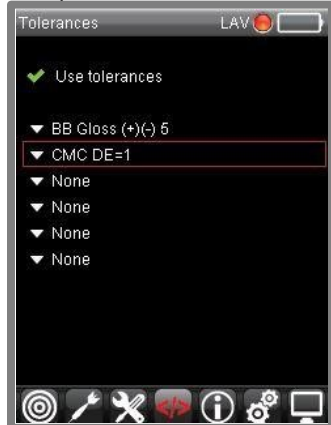 Tolerances LAV
Use tolerances
BB Gloss (+)(-) 5
CMC DE=1
None
None
None
None